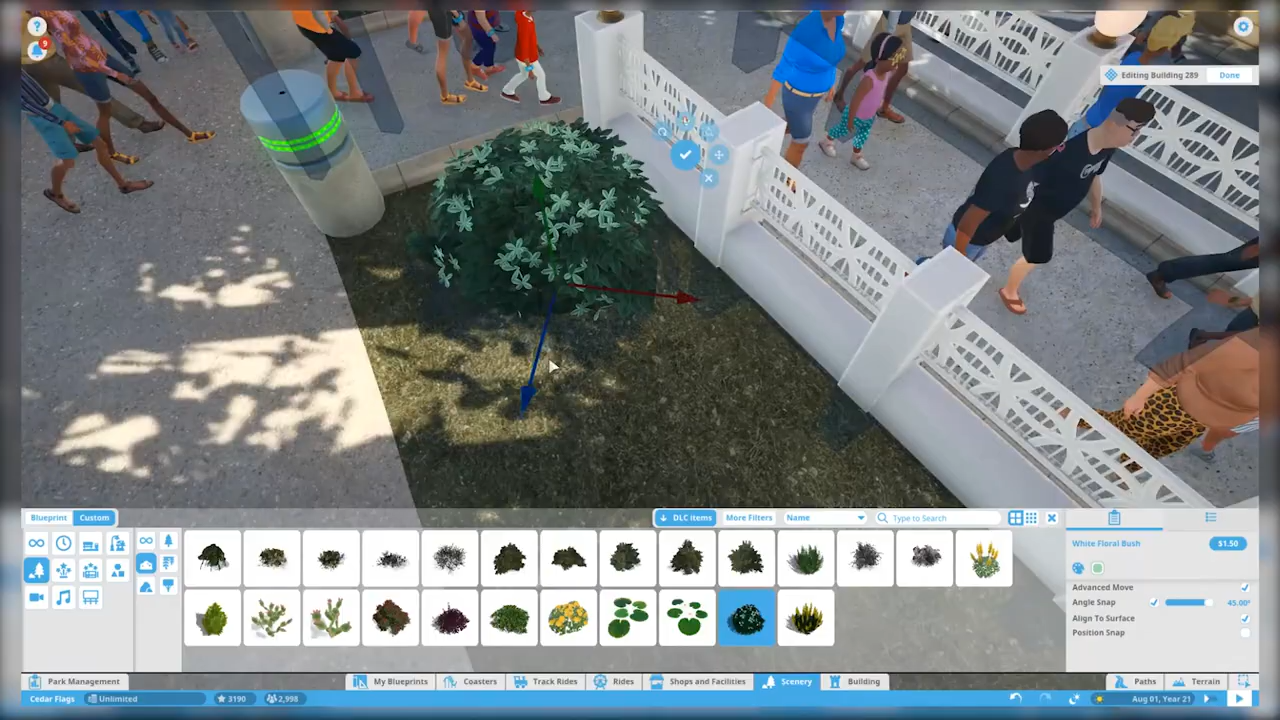 ?
9
Editing Building 289 Done
Blueprint Custom DLC items More Filters Name Type to Search
White Floral Bush $1.50
Advanced Move
Angle Snap 45.00°
Align To Surface
Position Snap
Park Management My Blueprints Coasters Track Rides Rides Shops and Facilities Scenery Building Paths Terrain
Cedar Flags Unlimited 3190 2,998 Aug 01, Year 21